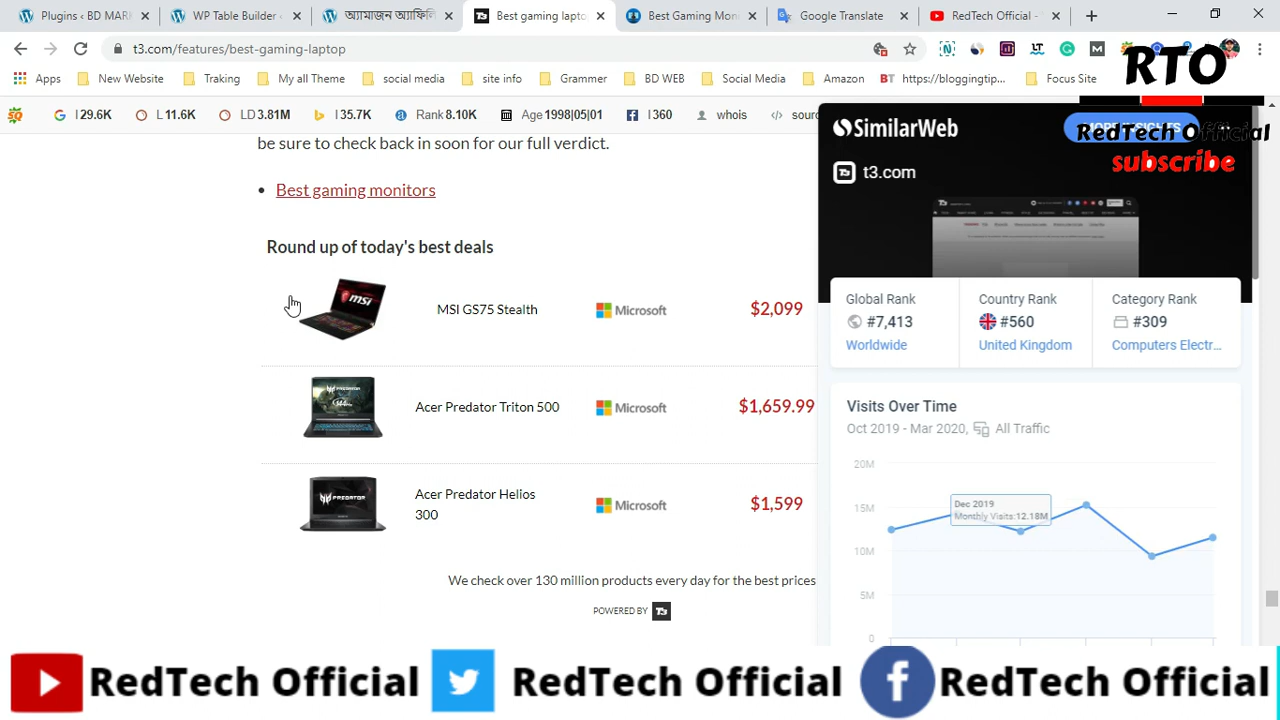 Plugins ‹ BD MARK
WP Table Builder ‹
অ্যামাজন অ্যাফিলি
T3
Best gaming lapto
Best Gaming Mon
Google Translate
RedTech Official -
t3.com/features/best-gaming-laptop
RTO
Apps
New Website
Traking
My all Theme
social media
site info
Grammer
BD WEB
Social Media
Amazon
BT https://bloggingtip...
Focus Site
I 29.6K
L 11.6K
LD 3.81M
I 35.7K
Rank 8.10K
Age 1998|05|01
I 360
whois
sourc
SimilarWeb
RedTech Official
subscribe
be sure to check back in soon for our full verdict.
T3 t3.com
Best gaming monitors
Round up of today's best deals
MSI GS75 Stealth
Microsoft
$2,099
Acer Predator Triton 500
Microsoft
$1,659.99
Acer Predator Helios
300
Microsoft
$1,599
We check over 130 million products every day for the best prices
POWERED BY T3
Global Rank
#7,413
Worldwide
Country Rank
#560
United Kingdom
Category Rank
#309
Computers Electr...
Visits Over Time
Oct 2019 - Mar 2020, All Traffic
20M
15M
10M
5M
0
Dec 2019
Monthly Visits:12.18M
RedTech Official
RedTech Official
RedTech Official